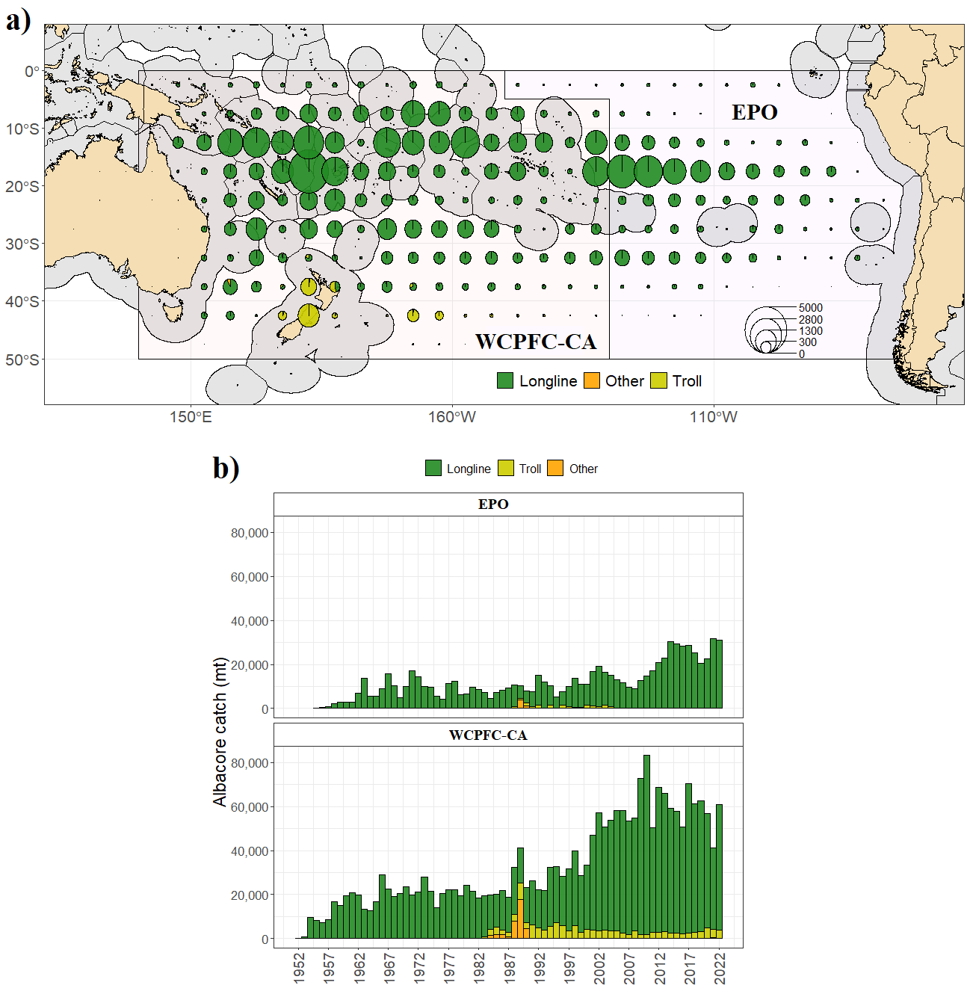 a)
0°
10°S
20°S
30°S
40°S
50°S
EPO
WCPFC-CA
5000
2800
1300
300
0
Longline Other Troll
150°E 160°W 110°W
b)
Longline Troll Other
EPO
80,000
60,000
40,000
20,000
0
Albacore catch (mt)
WCPFC-CA
80,000
60,000
40,000
20,000
0
1952 1957 1962 1967 1972 1977 1982 1987 1992 1997 2002 2007 2012 2017 2022